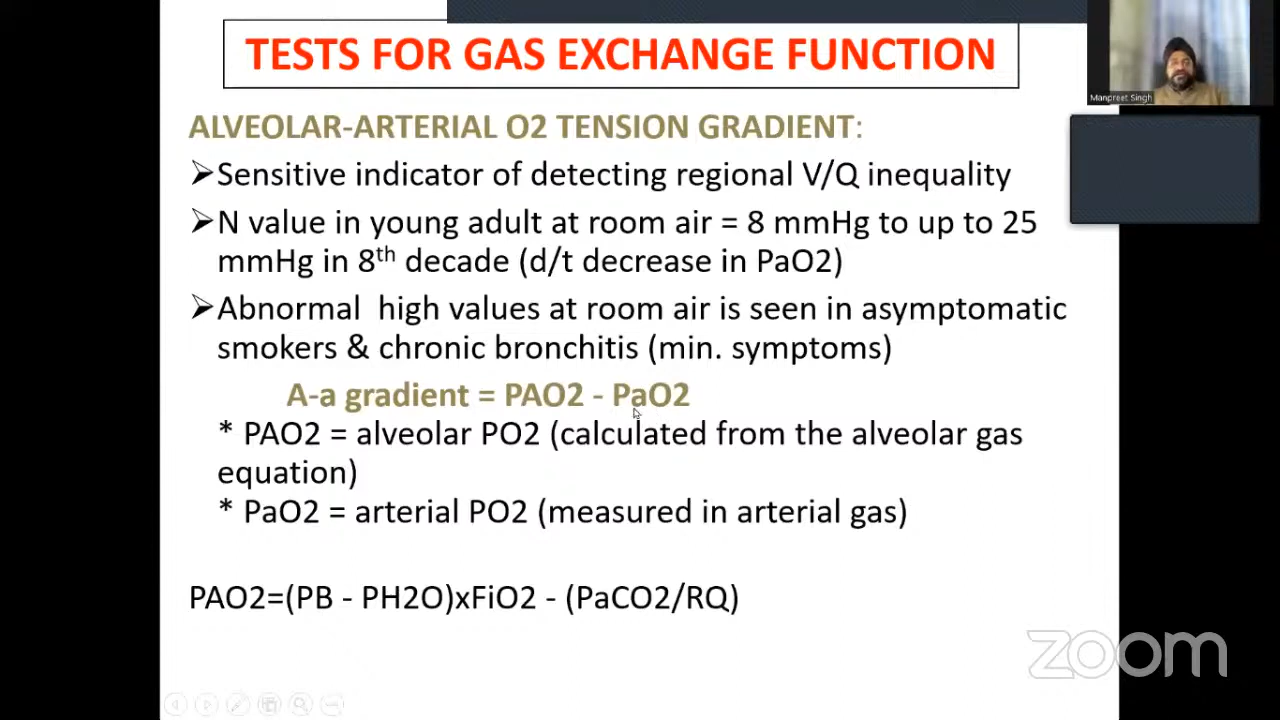 TESTS FOR GAS EXCHANGE FUNCTION
Manpreet Singh
ALVEOLAR-ARTERIAL O2 TENSION GRADIENT:
➢Sensitive indicator of detecting regional V/Q inequality
➢N value in young adult at room air = 8 mmHg to up to 25
mmHg in 8th decade (d/t decrease in PaO2)
➢Abnormal high values at room air is seen in asymptomatic
smokers & chronic bronchitis (min. symptoms)
A-a gradient = PAO2 - PaO2
* PAO2 = alveolar PO2 (calculated from the alveolar gas
equation)
* PaO2 = arterial PO2 (measured in arterial gas)
PAO2=(PB - PH2O)xFiO2 - (PaCO2/RQ)
zoom